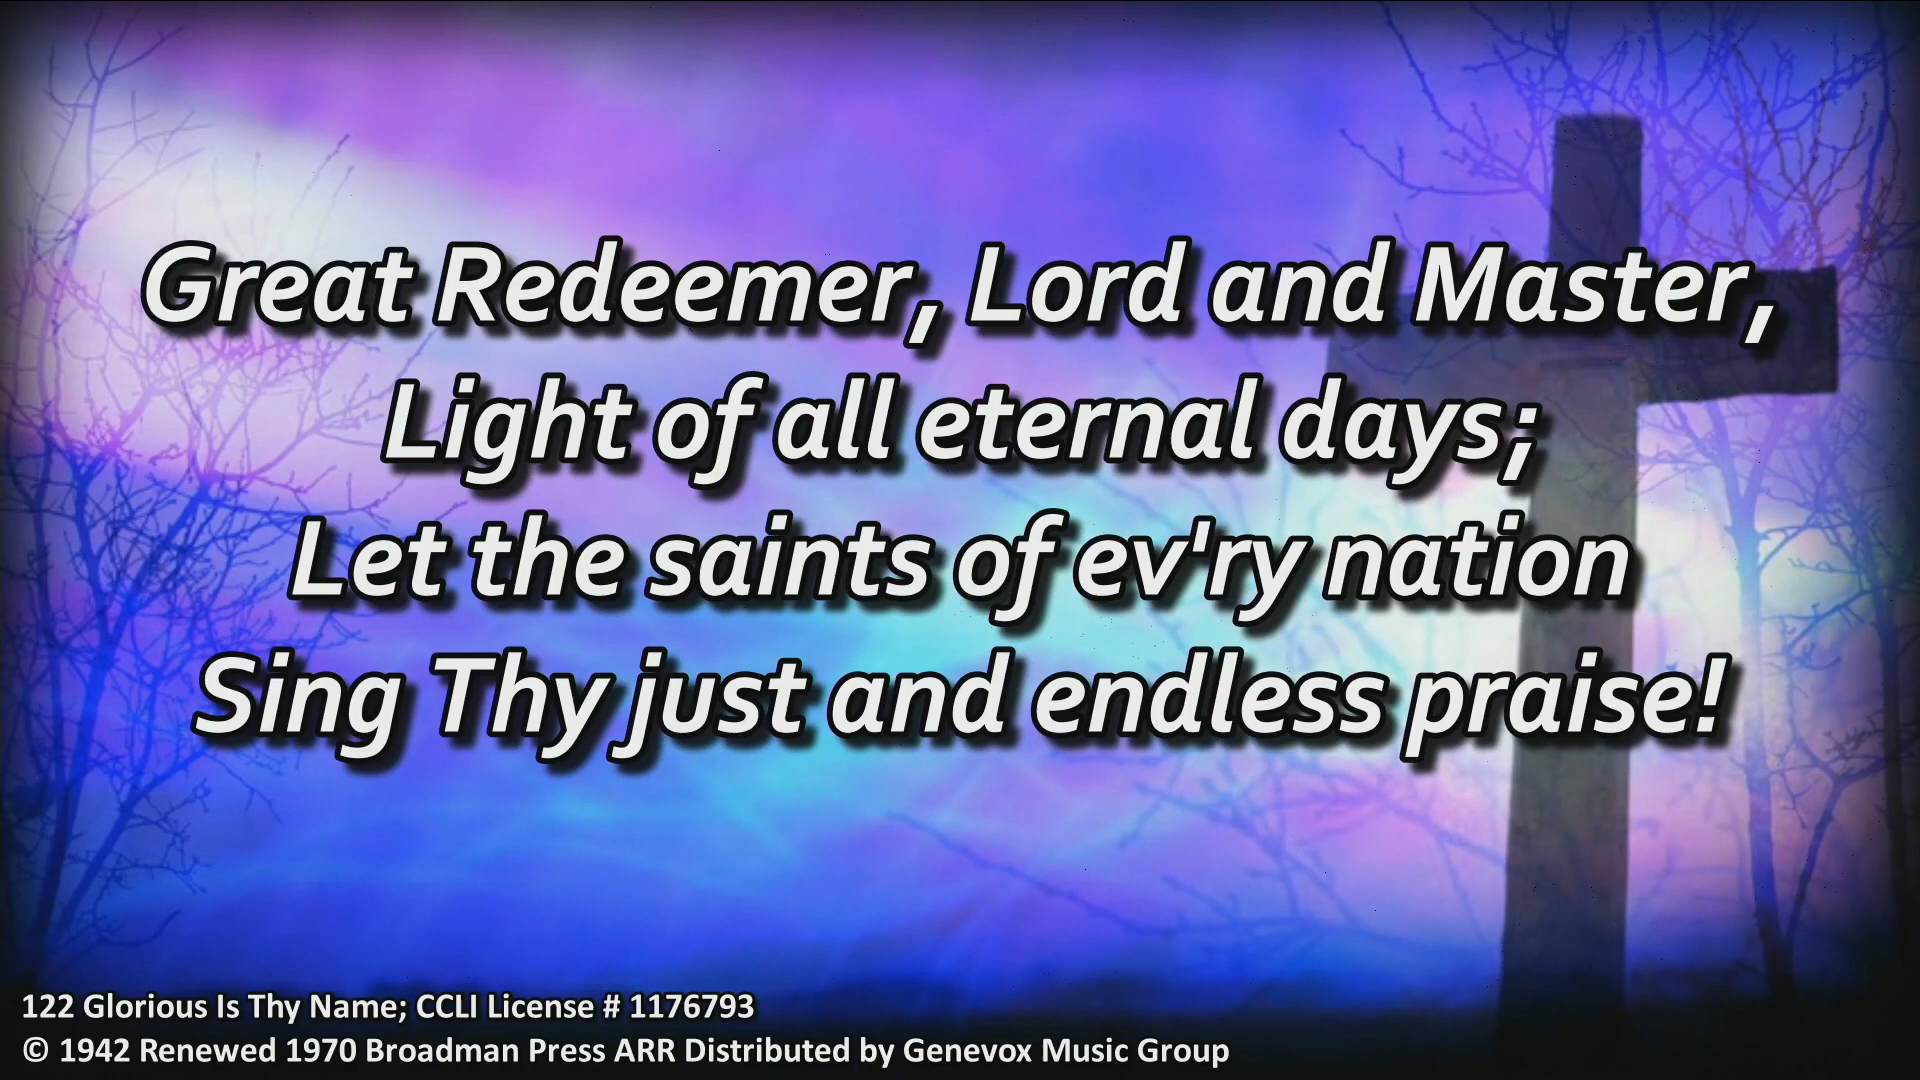 Great Redeemer, Lord and Master,
Light of all eternal days;
Let the saints of ev'ry nation
Sing Thy just and endless praise!
122 Glorious Is Thy Name; CCLI License # 1176793
© 1942 Renewed 1970 Broadman Press ARR Distributed by Genevox Music Group